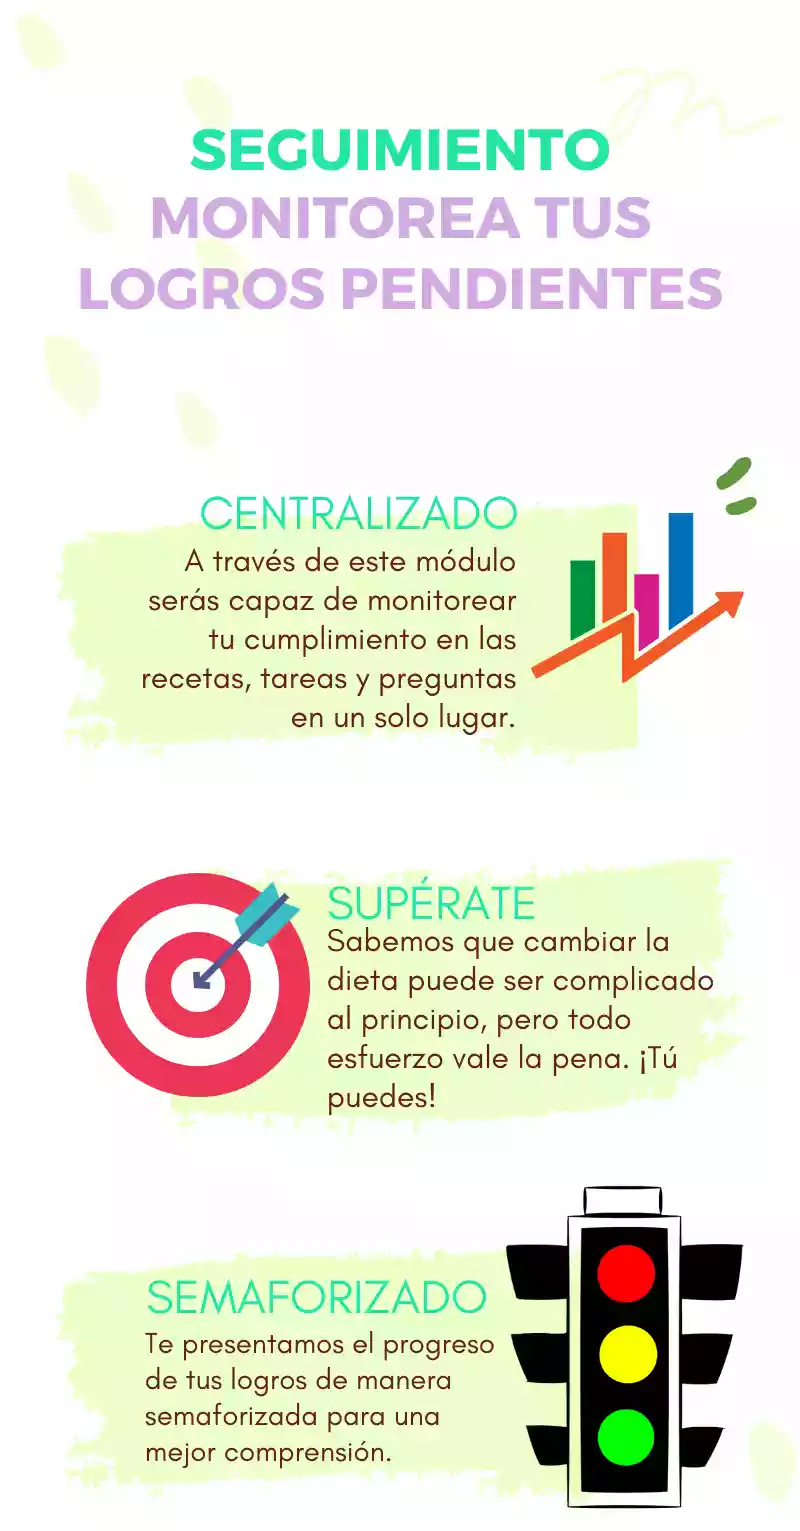 SEGUIMIENTO
MONITOREA TUS
LOGROS PENDIENTES
CENTRALIZADO
A través de este módulo
serás capaz de monitorear
tu cumplimiento en las
recetas, tareas y preguntas
en un solo lugar.
SUPÉRATE
Sabemos que cambiar la
dieta puede ser complicado
al principio, pero todo
esfuerzo vale la pena. ¡Tú
puedes!
SEMAFORIZADO
Te presentamos el progreso
de tus logros de manera
semaforizada para una
mejor comprensión.